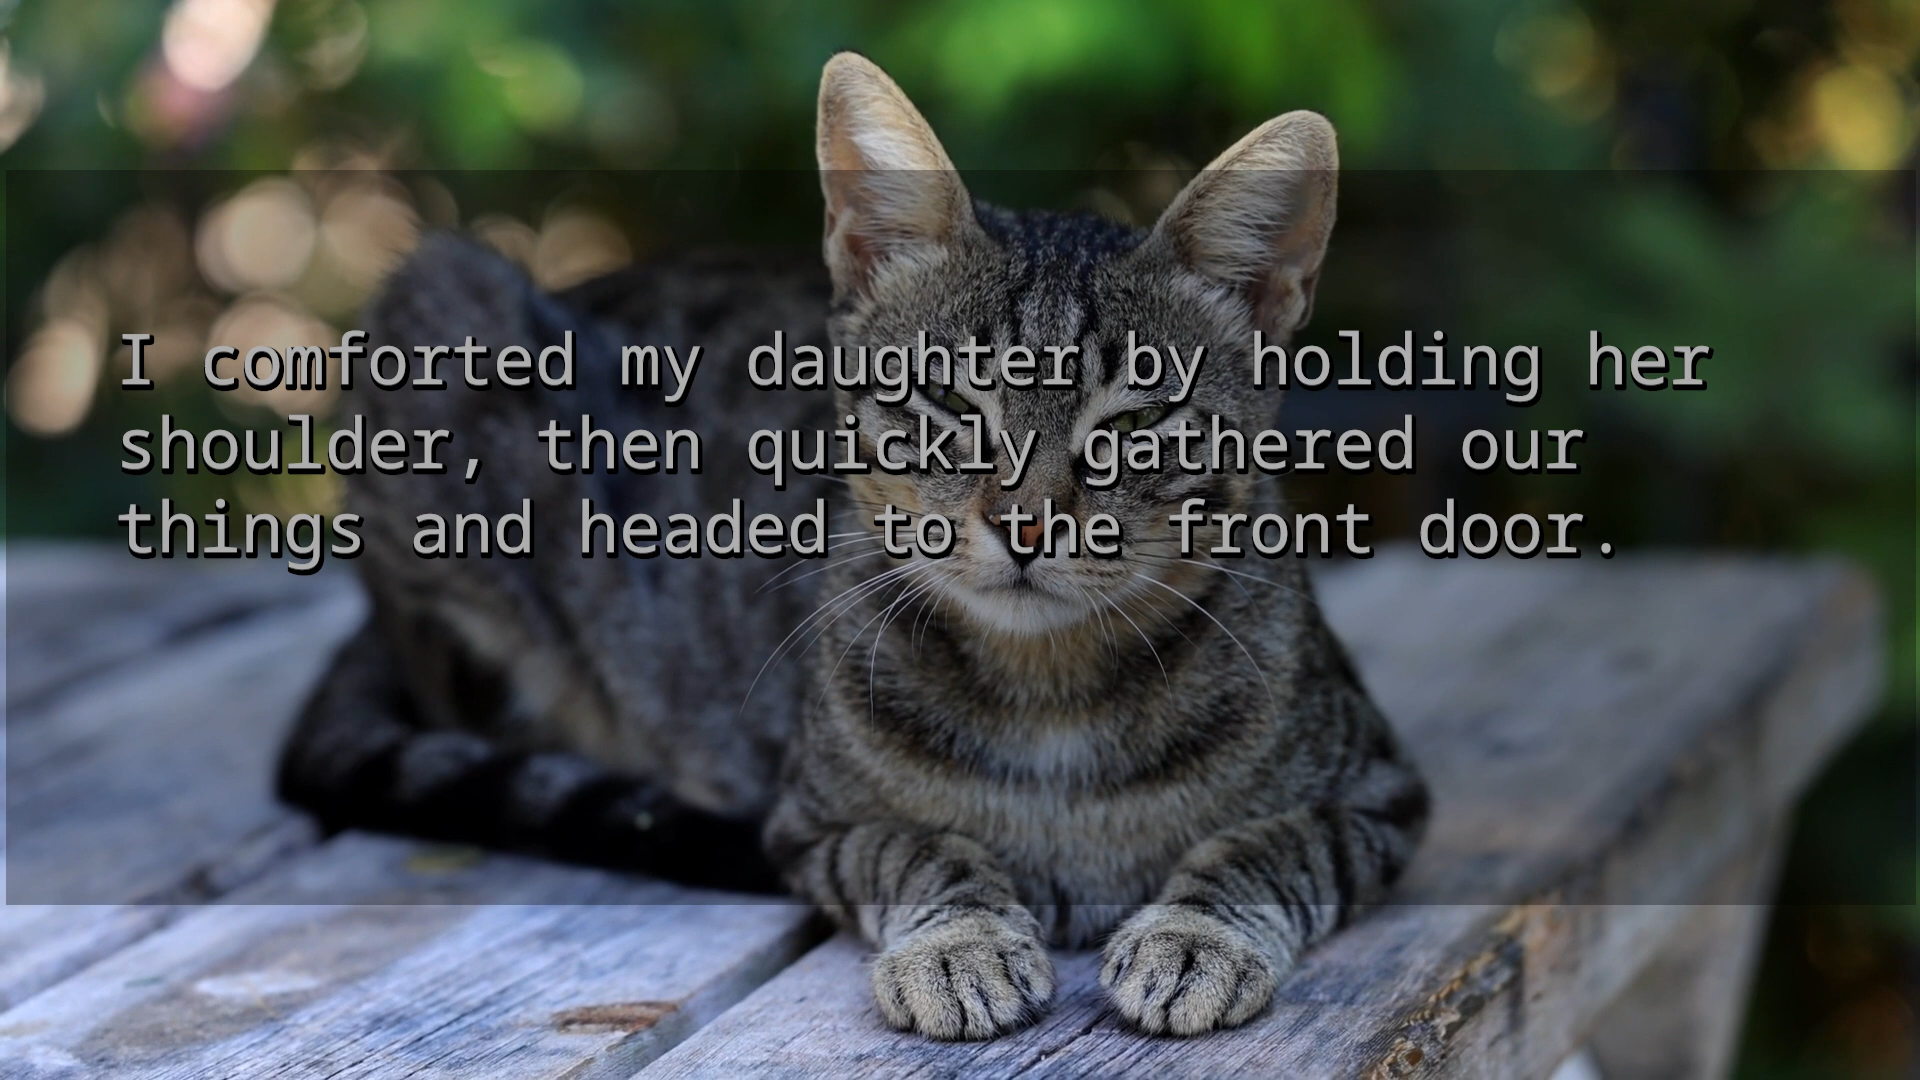 I comforted my daughter by holding her
shoulder, then quickly gathered our
things and headed to the front door.